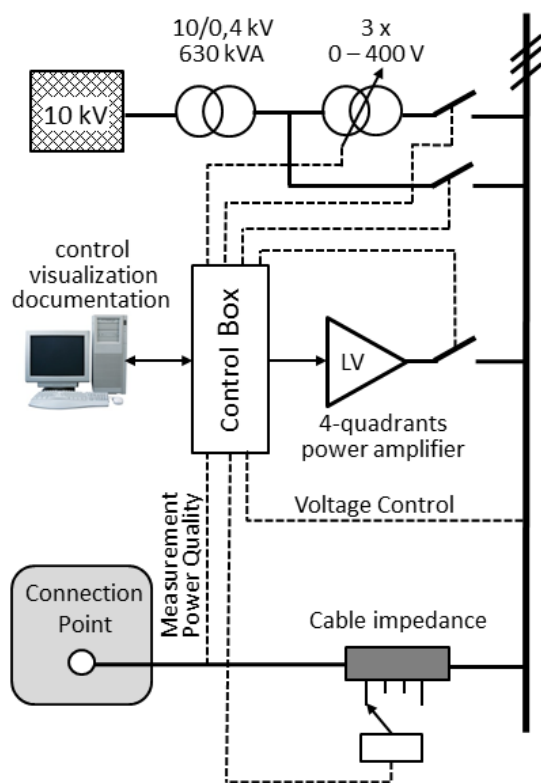 10/0,4 kV
630 kVA
3 x
0 – 400 V
10 kV
control
visualization
documentation
Control Box
LV
4-quadrants
power amplifier
Voltage Control
Measurement
Power Quality
Connection
Point
Cable impedance